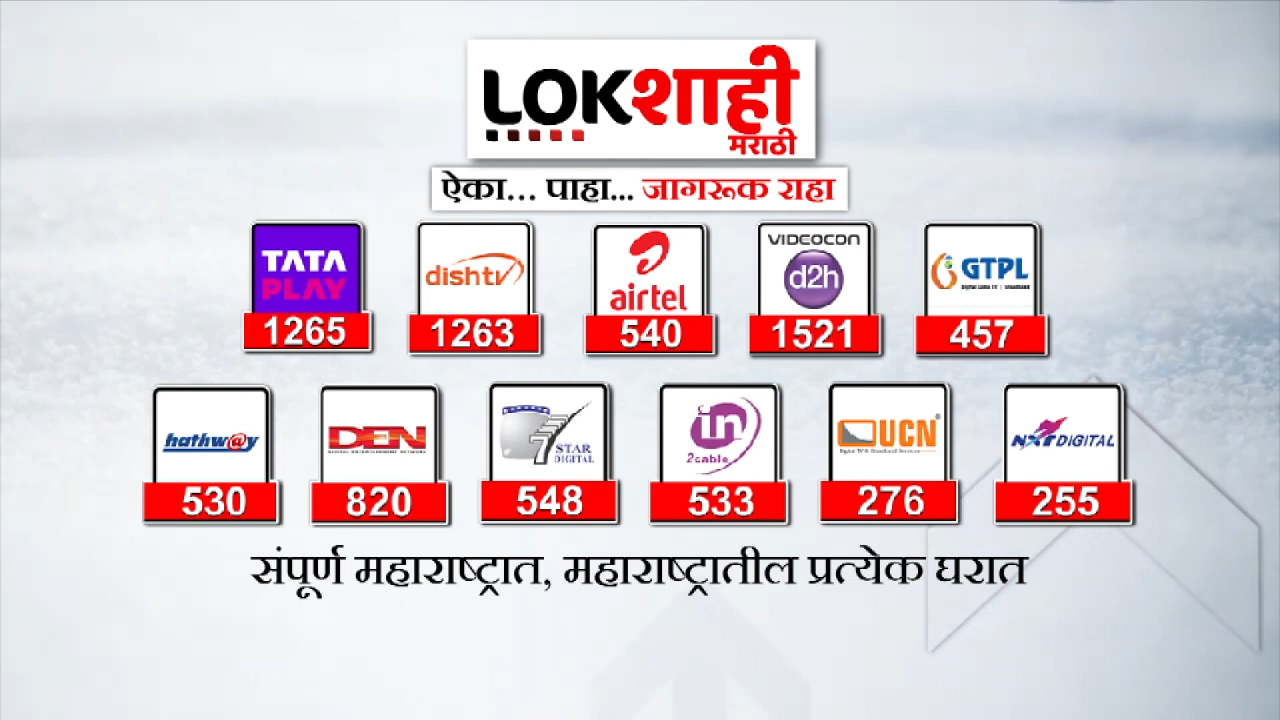 LOKशाही
मराठी
ऐका... पाहा... जागरूक राहा
TATA PLAY
dishtv
airtel
VIDEOCON d2h
GTPL
1265
1263
540
1521
457
hathw@y
DEN
7 STAR DIGITAL
in 2cable
UCN
NXT DIGITAL
530
820
548
533
276
255
संपूर्ण महाराष्ट्रात, महाराष्ट्रातील प्रत्येक घरात